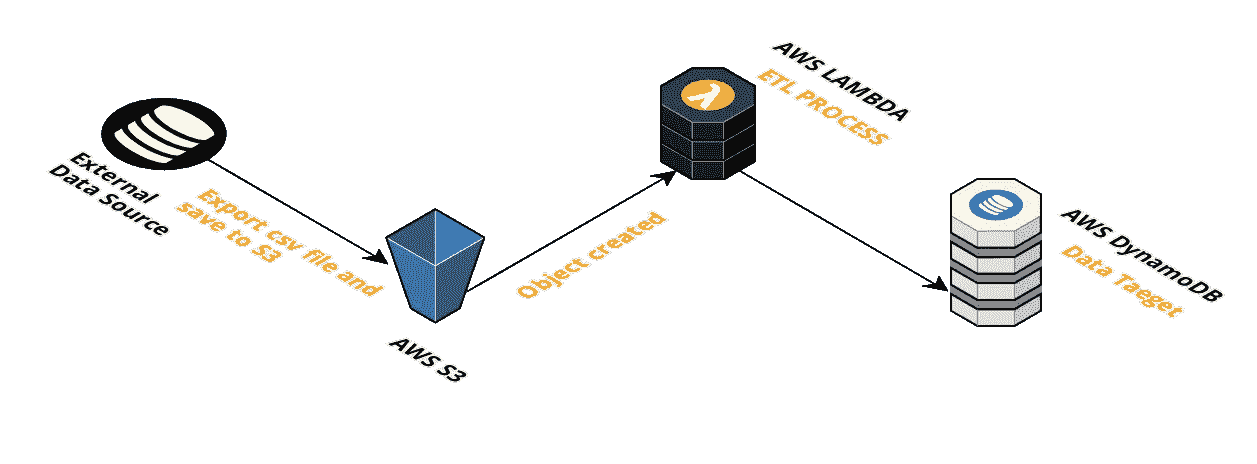 External
Data Source
Export csv file and
save to S3
AWS S3
Object created
AWS LAMBDA
ETL PROCESS
AWS DynamoDB
Data Taeget